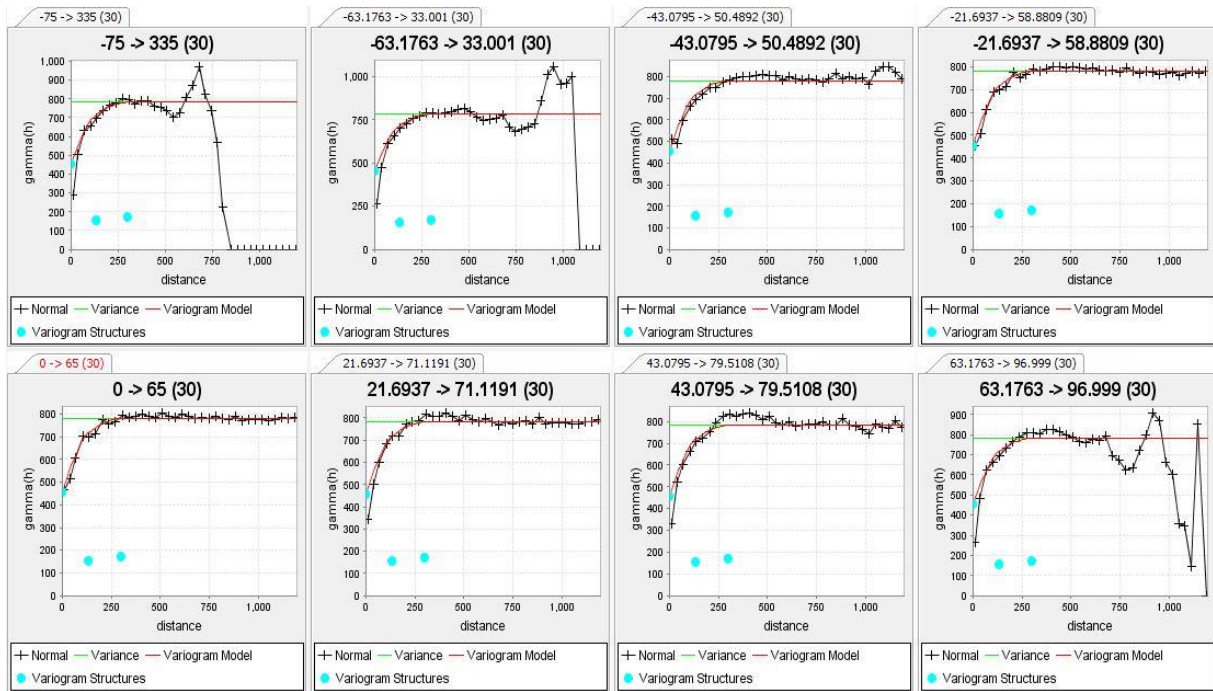 -75 -> 335 (30)
-75 -> 335 (30)
gamma(h)
1,000
900
800
700
600
500
400
300
200
100
0
0 250 500 750 1,000
distance
Normal Variance Variogram Model
Variogram Structures
-63.1763 -> 33.001 (30)
-63.1763 -> 33.001 (30)
gamma(h)
1,000
750
500
250
0
0 250 500 750 1,000
distance
Normal Variance Variogram Model
Variogram Structures
-43.0795 -> 50.4892 (30)
-43.0795 -> 50.4892 (30)
gamma(h)
800
700
600
500
400
300
200
100
0
0 250 500 750 1,000
distance
Normal Variance Variogram Model
Variogram Structures
-21.6937 -> 58.8809 (30)
-21.6937 -> 58.8809 (30)
gamma(h)
800
700
600
500
400
300
200
100
0
0 250 500 750 1,000
distance
Normal Variance Variogram Model
Variogram Structures
0 -> 65 (30)
0 -> 65 (30)
gamma(h)
800
700
600
500
400
300
200
100
0
0 250 500 750 1,000
distance
Normal Variance Variogram Model
Variogram Structures
21.6937 -> 71.1191 (30)
21.6937 -> 71.1191 (30)
gamma(h)
800
700
600
500
400
300
200
100
0
0 250 500 750 1,000
distance
Normal Variance Variogram Model
Variogram Structures
43.0795 -> 79.5108 (30)
43.0795 -> 79.5108 (30)
gamma(h)
800
700
600
500
400
300
200
100
0
0 250 500 750 1,000
distance
Normal Variance Variogram Model
Variogram Structures
63.1763 -> 96.999 (30)
63.1763 -> 96.999 (30)
gamma(h)
900
800
700
600
500
400
300
200
100
0
0 250 500 750 1,000
distance
Normal Variance Variogram Model
Variogram Structures